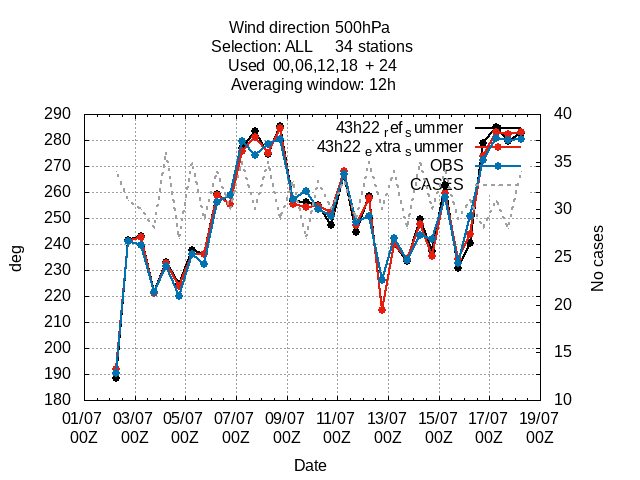 Wind direction 500hPa
Selection: ALL     34 stations
Used  00,06,12,18  + 24
Averaging window: 12h
290 40
280 35
270
260 30
250
240 25
230
220 20
210
200 15
190
180 10
43h22 ref summer
43h22 extra summer
OBS
CASES
deg
No cases
01/07 03/07 05/07 07/07 09/07 11/07 13/07 15/07 17/07 19/07
00Z 00Z 00Z 00Z 00Z 00Z 00Z 00Z 00Z 00Z
Date